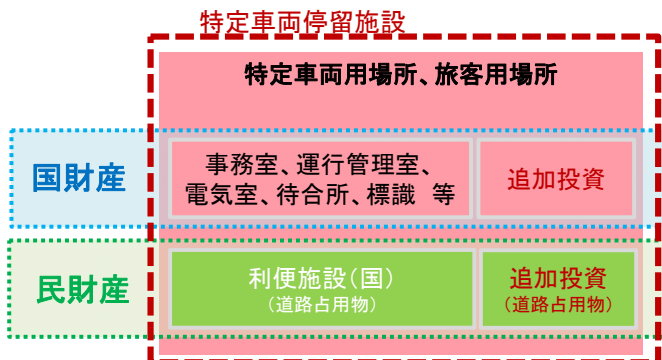 特定車両停留施設
特定車両用場所、旅客用場所
国財産
事務室、運行管理室、
電気室、待合所、標識 等
追加投資
民財産
利便施設(国)
(道路占用物)
追加投資
(道路占用物)